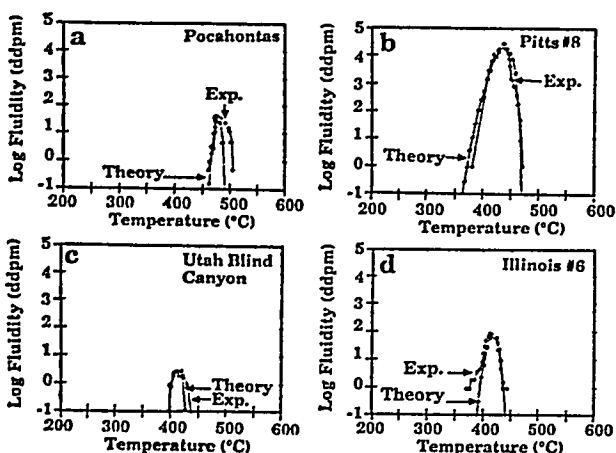 a
Pocahontas
Log Fluidity (ddpm)
5
4
3
2
1
0
-1
Exp.
Theory
200 300 400 500 600
Temperature (°C)
b
Pitts #8
Log Fluidity (ddpm)
5
4
3
2
1
0
-1
Exp.
Theory
200 300 400 500 600
Temperature (°C)
c
Utah Blind
Canyon
Log Fluidity (ddpm)
5
4
3
2
1
0
-1
Theory
Exp.
200 300 400 500 600
Temperature (°C)
d
Illinois #6
Log Fluidity (ddpm)
5
4
3
2
1
0
-1
Exp.
Theory
200 300 400 500 600
Temperature (°C)